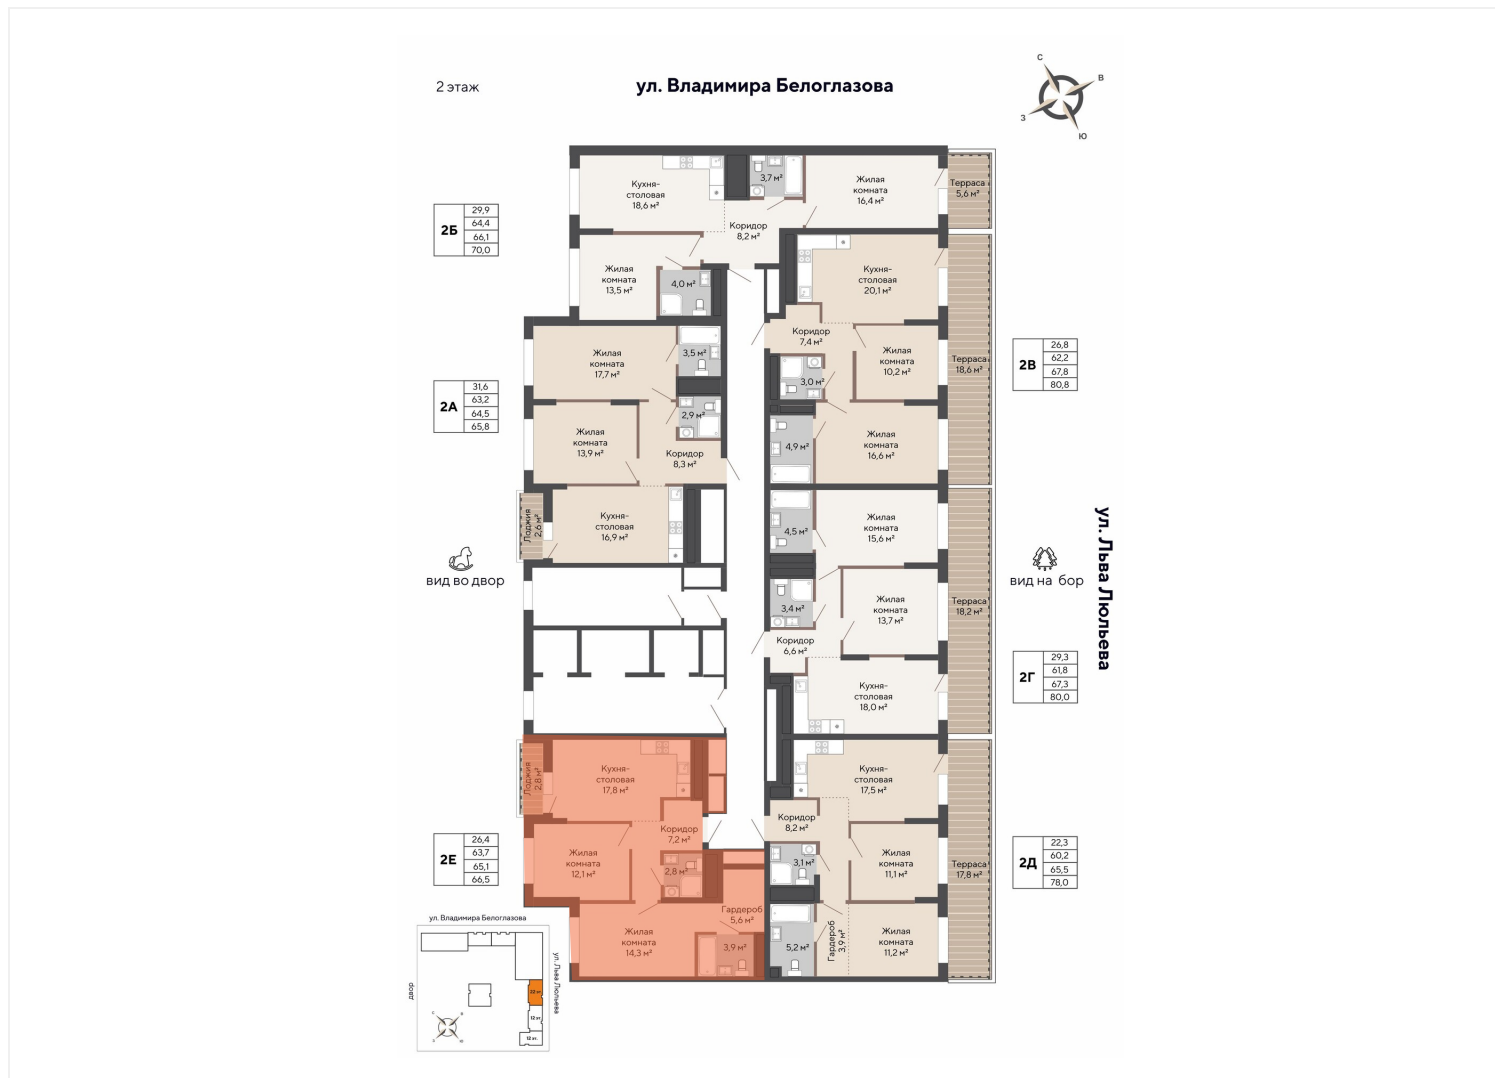 2 этаж
ул. Владимира Белоглазова
С
В
З
Ю
2Б
29,9
64,4
66,1
70,0
Кухня-
столовая
18,6 м²
3,7 м²
Жилая
комната
16,4 м²
Терраса
5,6 м²
Коридор
8,2 м²
Жилая
комната
13,5 м²
4,0 м²
Кухня-
столовая
20,1 м²
Коридор
7,4 м²
Жилая
комната
10,2 м²
3,0 м²
Терраса
18,6 м²
2В
26,8
62,2
67,8
80,8
4,9 м²
Жилая
комната
16,6 м²
2А
31,6
63,2
64,5
65,8
Жилая
комната
17,7 м²
3,5 м²
2,9 м²
Жилая
комната
13,9 м²
Коридор
8,3 м²
Лоджия
2,6 м²
Кухня-
столовая
16,9 м²
вид во двор
4,5 м²
Жилая
комната
15,6 м²
3,4 м²
Жилая
комната
13,7 м²
Терраса
18,2 м²
вид на бор
ул. Льва Люльева
Коридор
6,6 м²
Кухня-
столовая
18,0 м²
2Г
29,3
61,8
67,3
80,0
Лоджия
2,8 м²
Кухня-
столовая
17,8 м²
Коридор
7,2 м²
2Е
26,4
63,7
65,1
66,5
Жилая
комната
12,1 м²
2,8 м²
Гардероб
5,6 м²
Жилая
комната
14,3 м²
3,9 м²
Кухня-
столовая
17,5 м²
Коридор
8,2 м²
3,1 м²
Жилая
комната
11,1 м²
Терраса
17,8 м²
2Д
22,3
60,2
65,5
78,0
5,2 м²
Гардероб
3,9 м²
Жилая
комната
11,2 м²
ул. Владимира Белоглазова
ул. Льва Люльева
двор
22 эт.
12 эт.
12 эт.
С
В
З
Ю